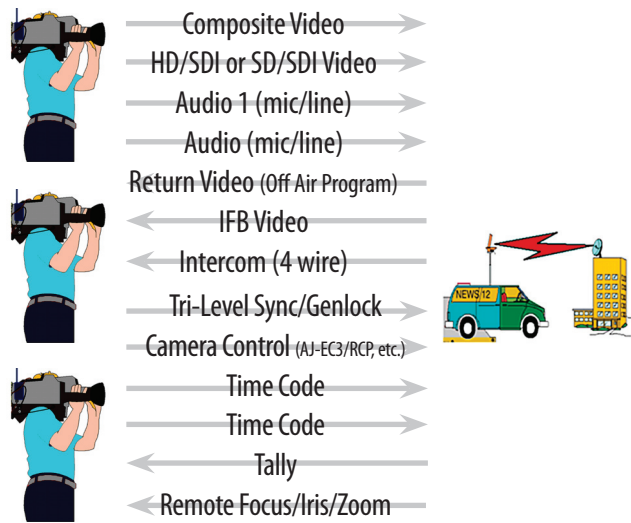 Composite Video
HD/SDI or SD/SDI Video
Audio 1 (mic/line)
Audio (mic/line)
Return Video (Off Air Program)
IFB Video
Intercom (4 wire)
Tri-Level Sync/Genlock
NEWS 12
Camera Control (AJ-EC3/RCP, etc.)
Time Code
Time Code
Tally
Remote Focus/Iris/Zoom